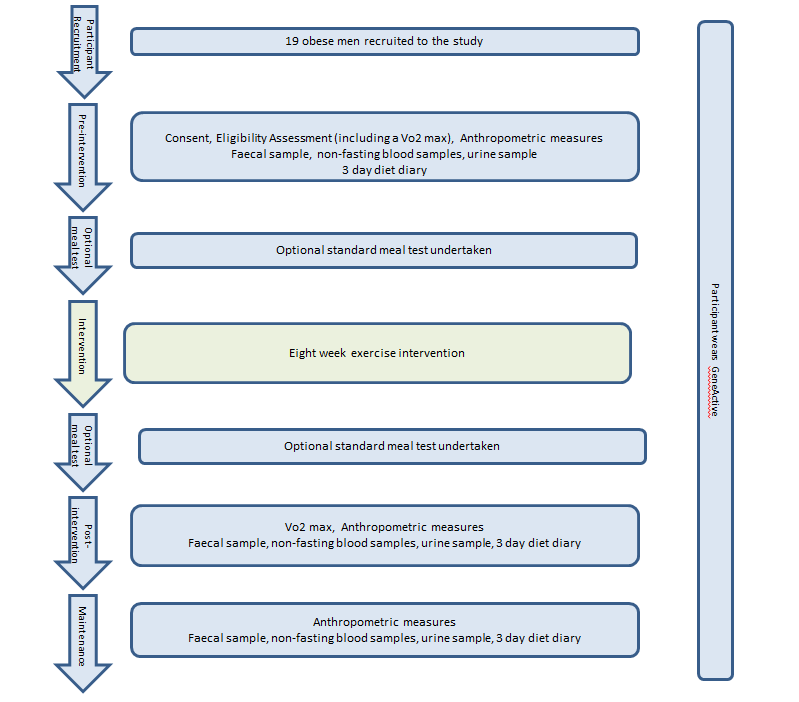 Participant
Recruitment
19 obese men recruited to the study
Pre-intervention
Consent, Eligibility Assessment (including a Vo2 max), Anthropometric measures
Faecal sample, non-fasting blood samples, urine sample
3 day diet diary
Optional
meal test
Optional standard meal test undertaken
Intervention
Eight week exercise intervention
Optional
meal test
Optional standard meal test undertaken
Post-
intervention
Vo2 max, Anthropometric measures
Faecal sample, non-fasting blood samples, urine sample, 3 day diet diary
Maintenance
Anthropometric measures
Faecal sample, non-fasting blood samples, urine sample, 3 day diet diary
Participant wears GeneActive